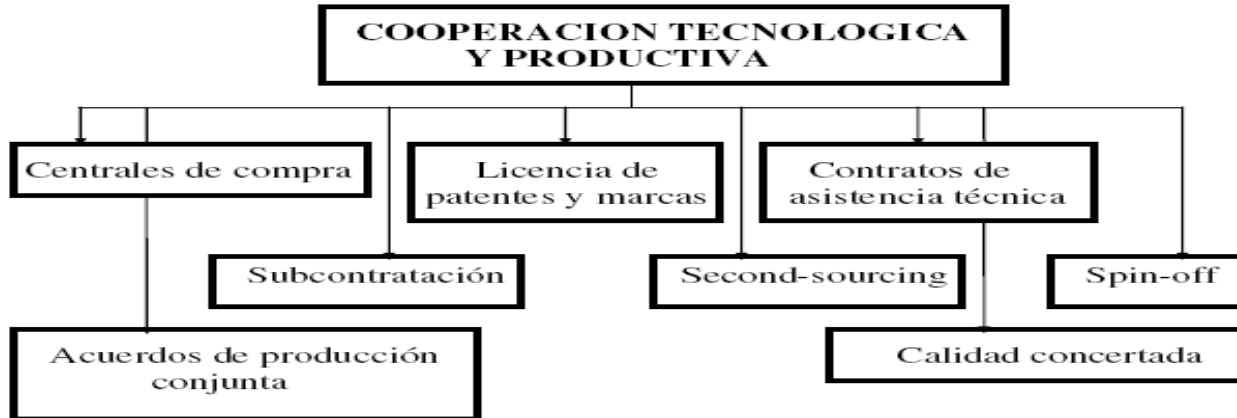 COOPERACION TECNOLOGICA
Y PRODUCTIVA
Centrales de compra
Licencia de
patentes y marcas
Contratos de
asistencia técnica
Subcontratación
Second-sourcing
Spin-off
Acuerdos de producción
conjunta
Calidad concertada